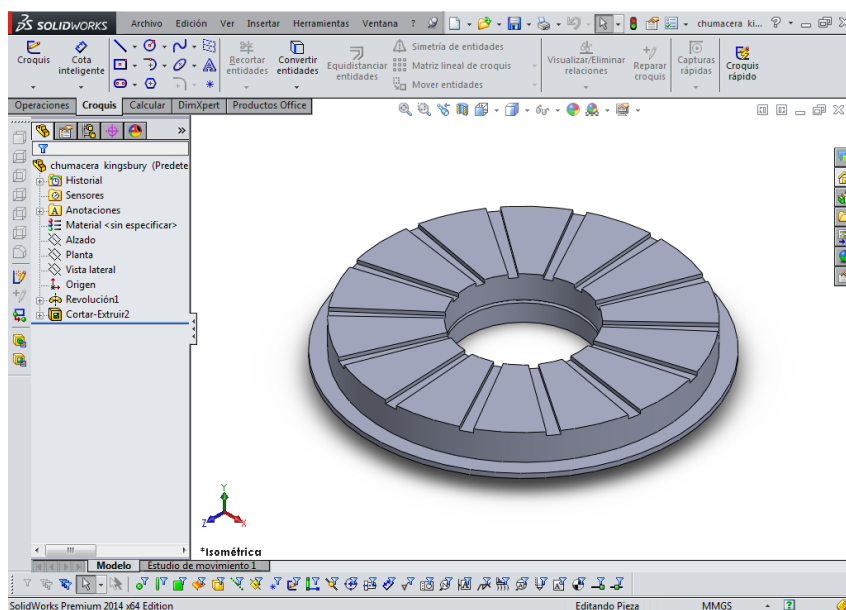 SOLIDWORKS Archivo Edición Ver Insertar Herramientas Ventana ? chumacera ki... ?
Croquis Cota inteligente Recortar entidades Convertir entidades Equidistanciar entidades Simetría de entidades Matriz lineal de croquis Mover entidades Visualizar/Eliminar relaciones Reparar croquis Capturas rápidas Croquis rápido
Operaciones Croquis Calcular DimXpert Productos Office
chumacera kingsbury (Predete
Historial
Sensores
Anotaciones
Material <sin especificar>
Alzado
Planta
Vista lateral
Origen
Revolución1
Cortar-Extruir2
Y
Z X
*Isométrica
Modelo Estudio de movimiento 1
SolidWorks Premium 2014 x64 Edition Editando Pieza MMGS